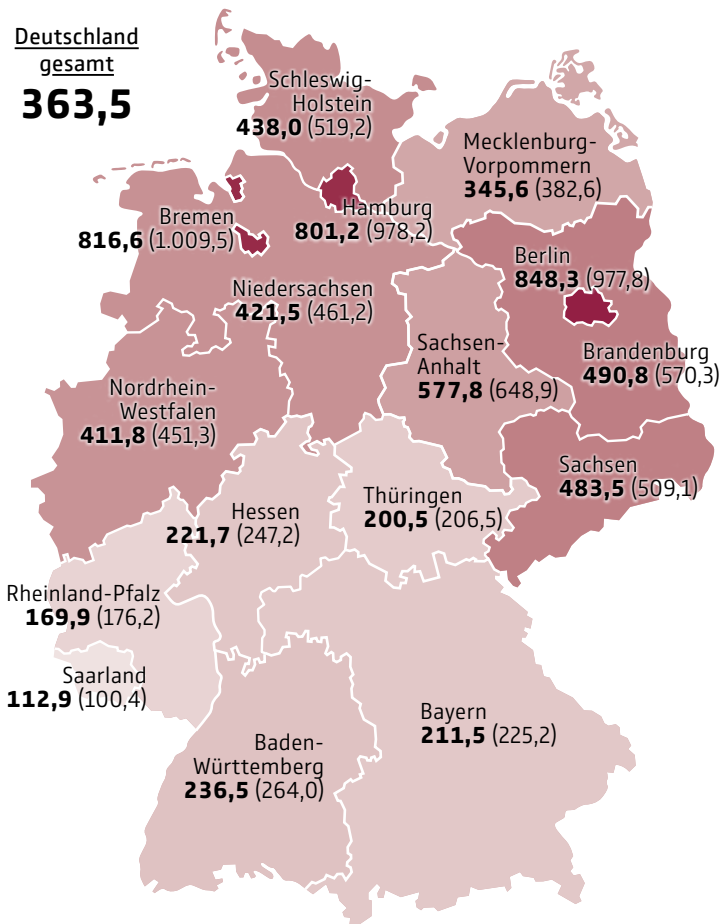 Deutschland
gesamt
363,5
Schleswig-
Holstein
438,0 (519,2)
Mecklenburg-
Vorpommern
345,6 (382,6)
Hamburg
801,2 (978,2)
Bremen
816,6 (1.009,5)
Berlin
848,3 (977,8)
Niedersachsen
421,5 (461,2)
Sachsen-
Anhalt
577,8 (648,9)
Brandenburg
490,8 (570,3)
Nordrhein-
Westfalen
411,8 (451,3)
Sachsen
483,5 (509,1)
Thüringen
200,5 (206,5)
Hessen
221,7 (247,2)
Rheinland-Pfalz
169,9 (176,2)
Saarland
112,9 (100,4)
Bayern
211,5 (225,2)
Baden-
Württemberg
236,5 (264,0)